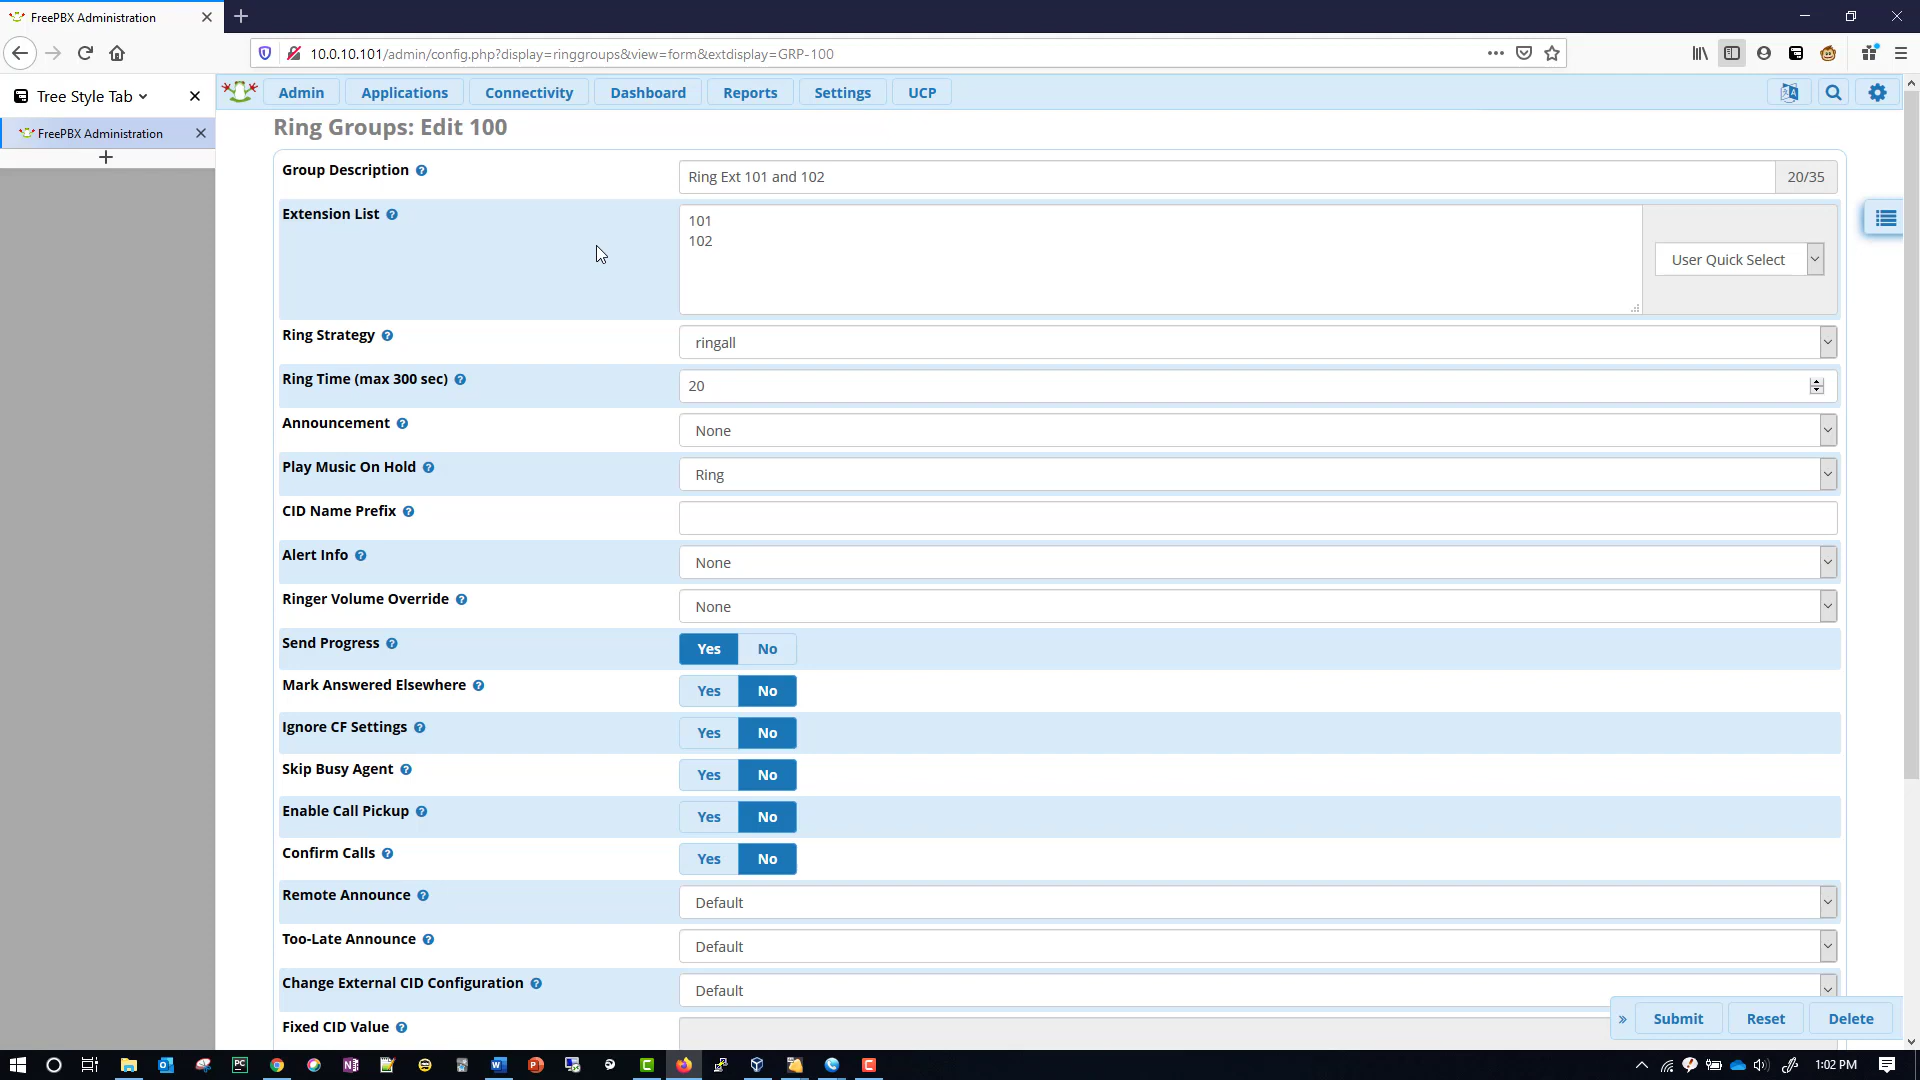 FreePBX Administration
10.0.10.101/admin/config.php?display=ringgroups&view=form&extdisplay=GRP-100
Tree Style Tab
FreePBX Administration
Admin
Applications
Connectivity
Dashboard
Reports
Settings
UCP
Ring Groups: Edit 100
Group Description
Ring Ext 101 and 102
20/35
Extension List
101
102
User Quick Select
Ring Strategy
ringall
Ring Time (max 300 sec)
20
Announcement
None
Play Music On Hold
Ring
CID Name Prefix
Alert Info
None
Ringer Volume Override
None
Send Progress
Yes
No
Mark Answered Elsewhere
Yes
No
Ignore CF Settings
Yes
No
Skip Busy Agent
Yes
No
Enable Call Pickup
Yes
No
Confirm Calls
Yes
No
Remote Announce
Default
Too-Late Announce
Default
Change External CID Configuration
Default
Fixed CID Value
» Submit
Reset
Delete
1:02 PM